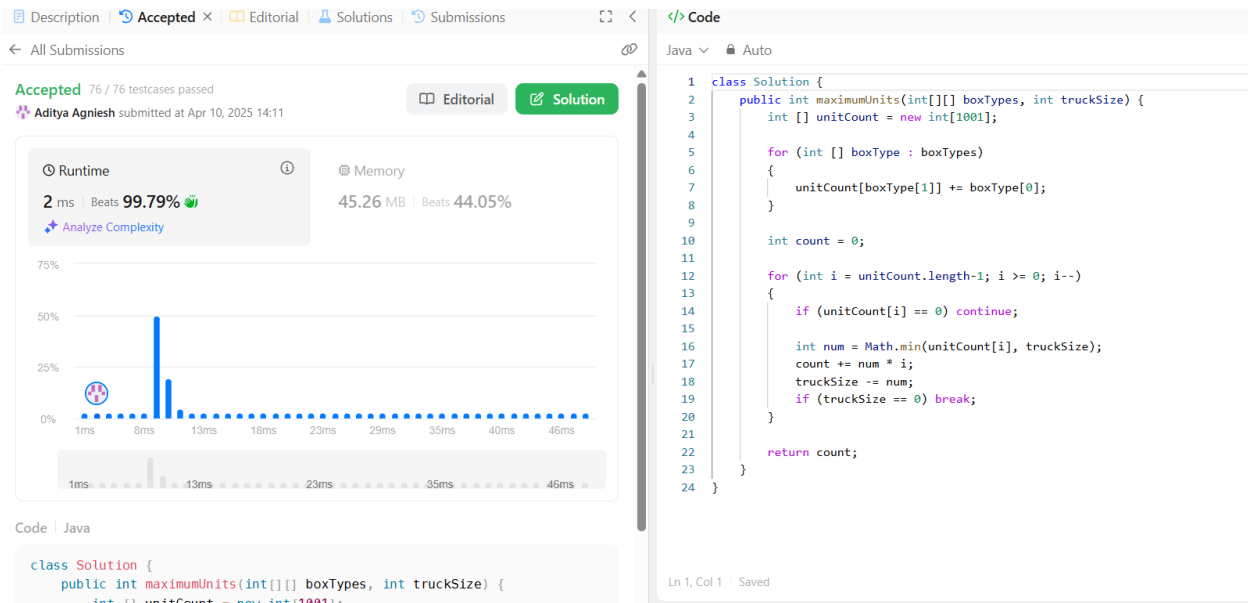 Description
Accepted
Editorial
Solutions
Submissions
All Submissions
Accepted 76 / 76 testcases passed
Aditya Agniesh submitted at Apr 10, 2025 14:11
Editorial
Solution
Runtime
2 ms Beats 99.79%
Analyze Complexity
Memory
45.26 MB Beats 44.05%
75%
50%
25%
0%
1ms 8ms 13ms 18ms 23ms 29ms 35ms 40ms 46ms
1ms 13ms 23ms 35ms 46ms
Code Java
class Solution {
public int maximumUnits(int[][] boxTypes, int truckSize) {
int [] unitCount = new int[1001];
</> Code
Java Auto
1 class Solution {
2 public int maximumUnits(int[][] boxTypes, int truckSize) {
3 int [] unitCount = new int[1001];
4
5 for (int [] boxType : boxTypes)
6 {
7 unitCount[boxType[1]] += boxType[0];
8 }
9
10 int count = 0;
11
12 for (int i = unitCount.length-1; i >= 0; i--)
13 {
14 if (unitCount[i] == 0) continue;
15
16 int num = Math.min(unitCount[i], truckSize);
17 count += num * i;
18 truckSize -= num;
19 if (truckSize == 0) break;
20 }
21
22 return count;
23 }
24 }
Ln 1, Col 1 Saved